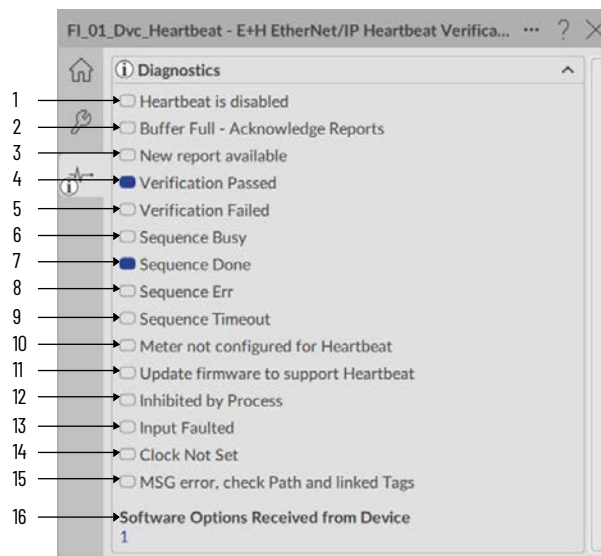 FI_01_Dvc_Heartbeat - E+H EtherNet/IP Heartbeat Verifica... ... ? ×
i Diagnostics
1 Heartbeat is disabled
2 Buffer Full - Acknowledge Reports
3 New report available
4 Verification Passed
5 Verification Failed
6 Sequence Busy
7 Sequence Done
8 Sequence Err
9 Sequence Timeout
10 Meter not configured for Heartbeat
11 Update firmware to support Heartbeat
12 Inhibited by Process
13 Input Faulted
14 Clock Not Set
15 MSG error, check Path and linked Tags
16 Software Options Received from Device
1